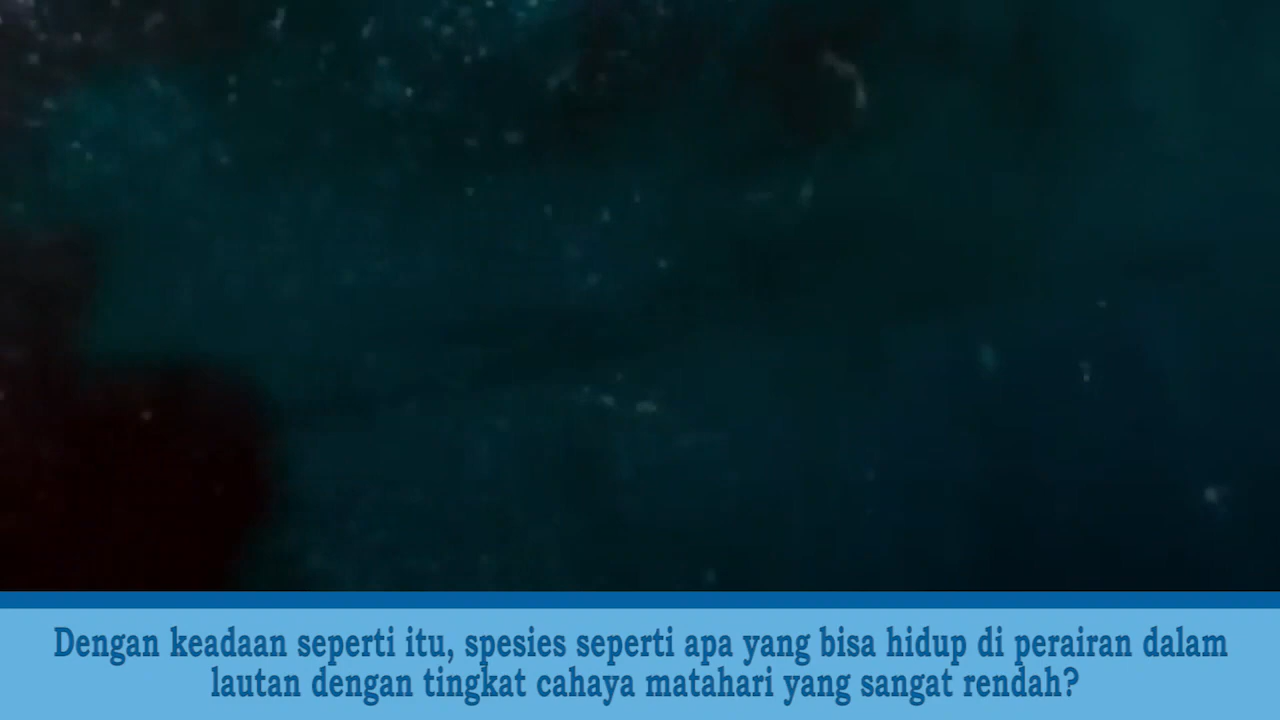 Dengan keadaan seperti itu, spesies seperti apa yang bisa hidup di perairan dalam
lautan dengan tingkat cahaya matahari yang sangat rendah?